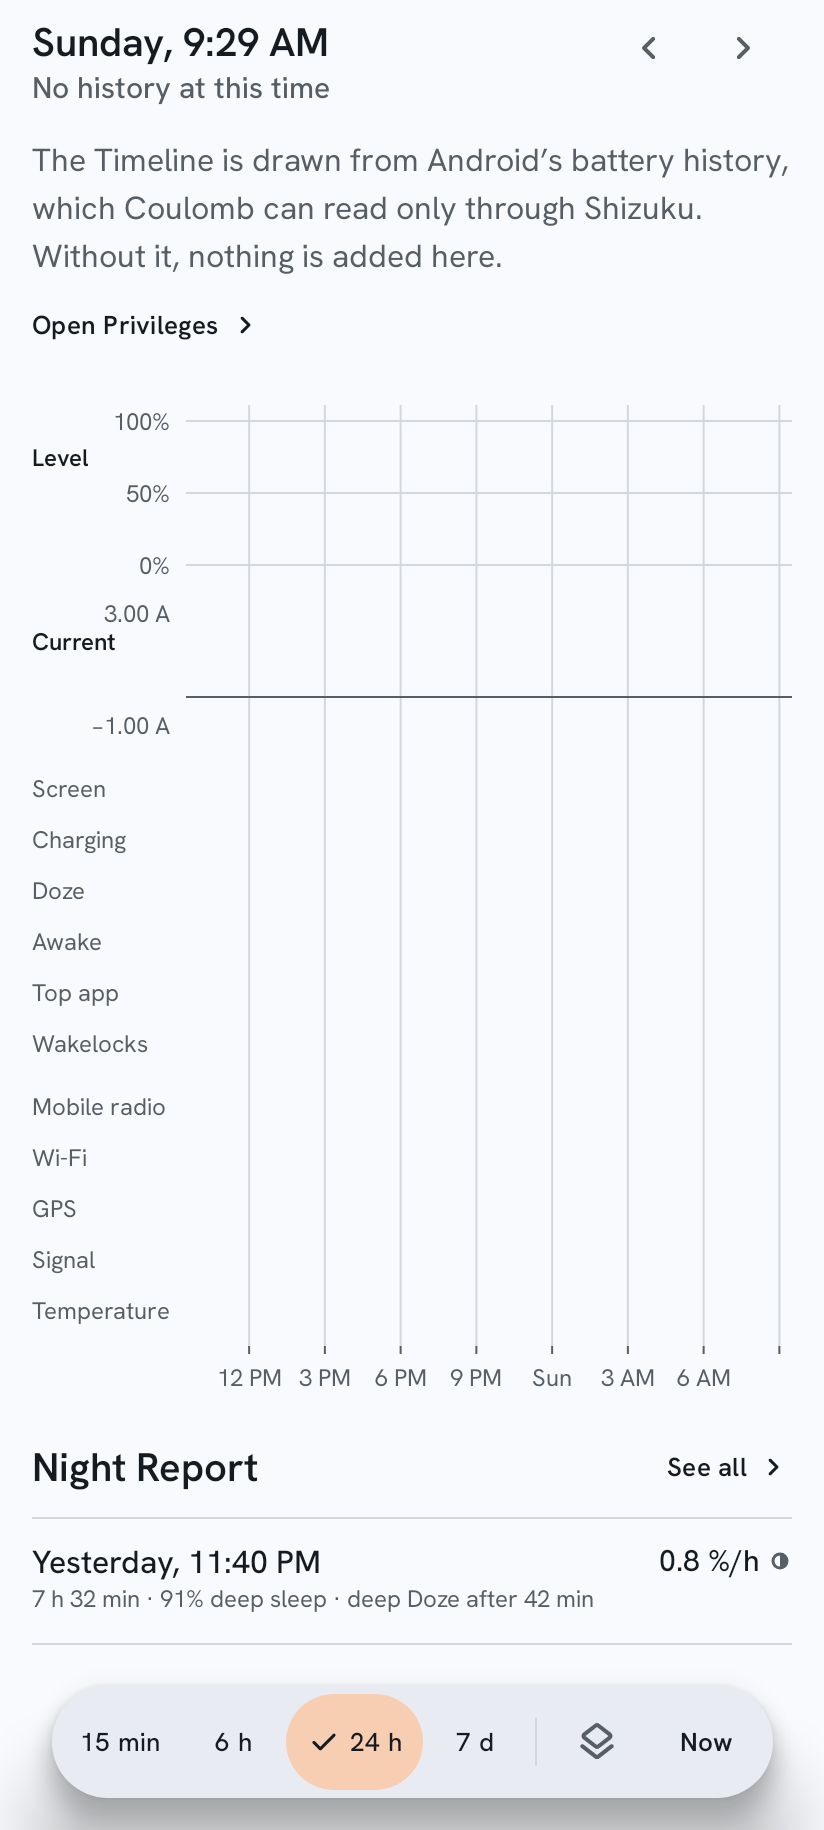 Sunday, 9:29 AM
No history at this time
The Timeline is drawn from Android’s battery history,
which Coulomb can read only through Shizuku.
Without it, nothing is added here.
Open Privileges
100%
Level
50%
0%
3.00 A
Current
−1.00 A
Screen
Charging
Doze
Awake
Top app
Wakelocks
Mobile radio
Wi-Fi
GPS
Signal
Temperature
12 PM 3 PM 6 PM 9 PM Sun 3 AM 6 AM
Night Report See all
Yesterday, 11:40 PM 0.8 %/h
7 h 32 min · 91% deep sleep · deep Doze after 42 min
15 min 6 h 24 h 7 d Now